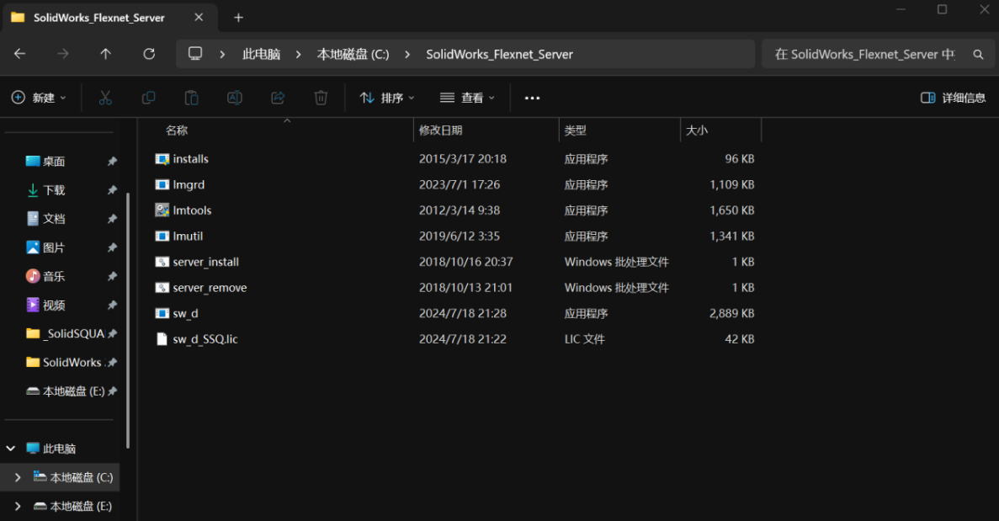 SolidWorks_Flexnet_Server
此电脑 本地磁盘 (C:) SolidWorks_Flexnet_Server
在 SolidWorks_Flexnet_Server 中
新建 排序 查看 详细信息
名称 修改日期 类型 大小
桌面
下载
文档
图片
音乐
视频
_SolidSQUA
SolidWorks
本地磁盘 (E:)
此电脑
本地磁盘 (C:)
本地磁盘 (E:)
installs 2015/3/17 20:18 应用程序 96 KB
lmgrd 2023/7/1 17:26 应用程序 1,109 KB
lmtools 2012/3/14 9:38 应用程序 1,650 KB
lmutil 2019/6/12 3:35 应用程序 1,341 KB
server_install 2018/10/16 20:37 Windows 批处理文件 1 KB
server_remove 2018/10/13 21:01 Windows 批处理文件 1 KB
sw_d 2024/7/18 21:28 应用程序 2,889 KB
sw_d_SSQ.lic 2024/7/18 21:22 LIC 文件 42 KB